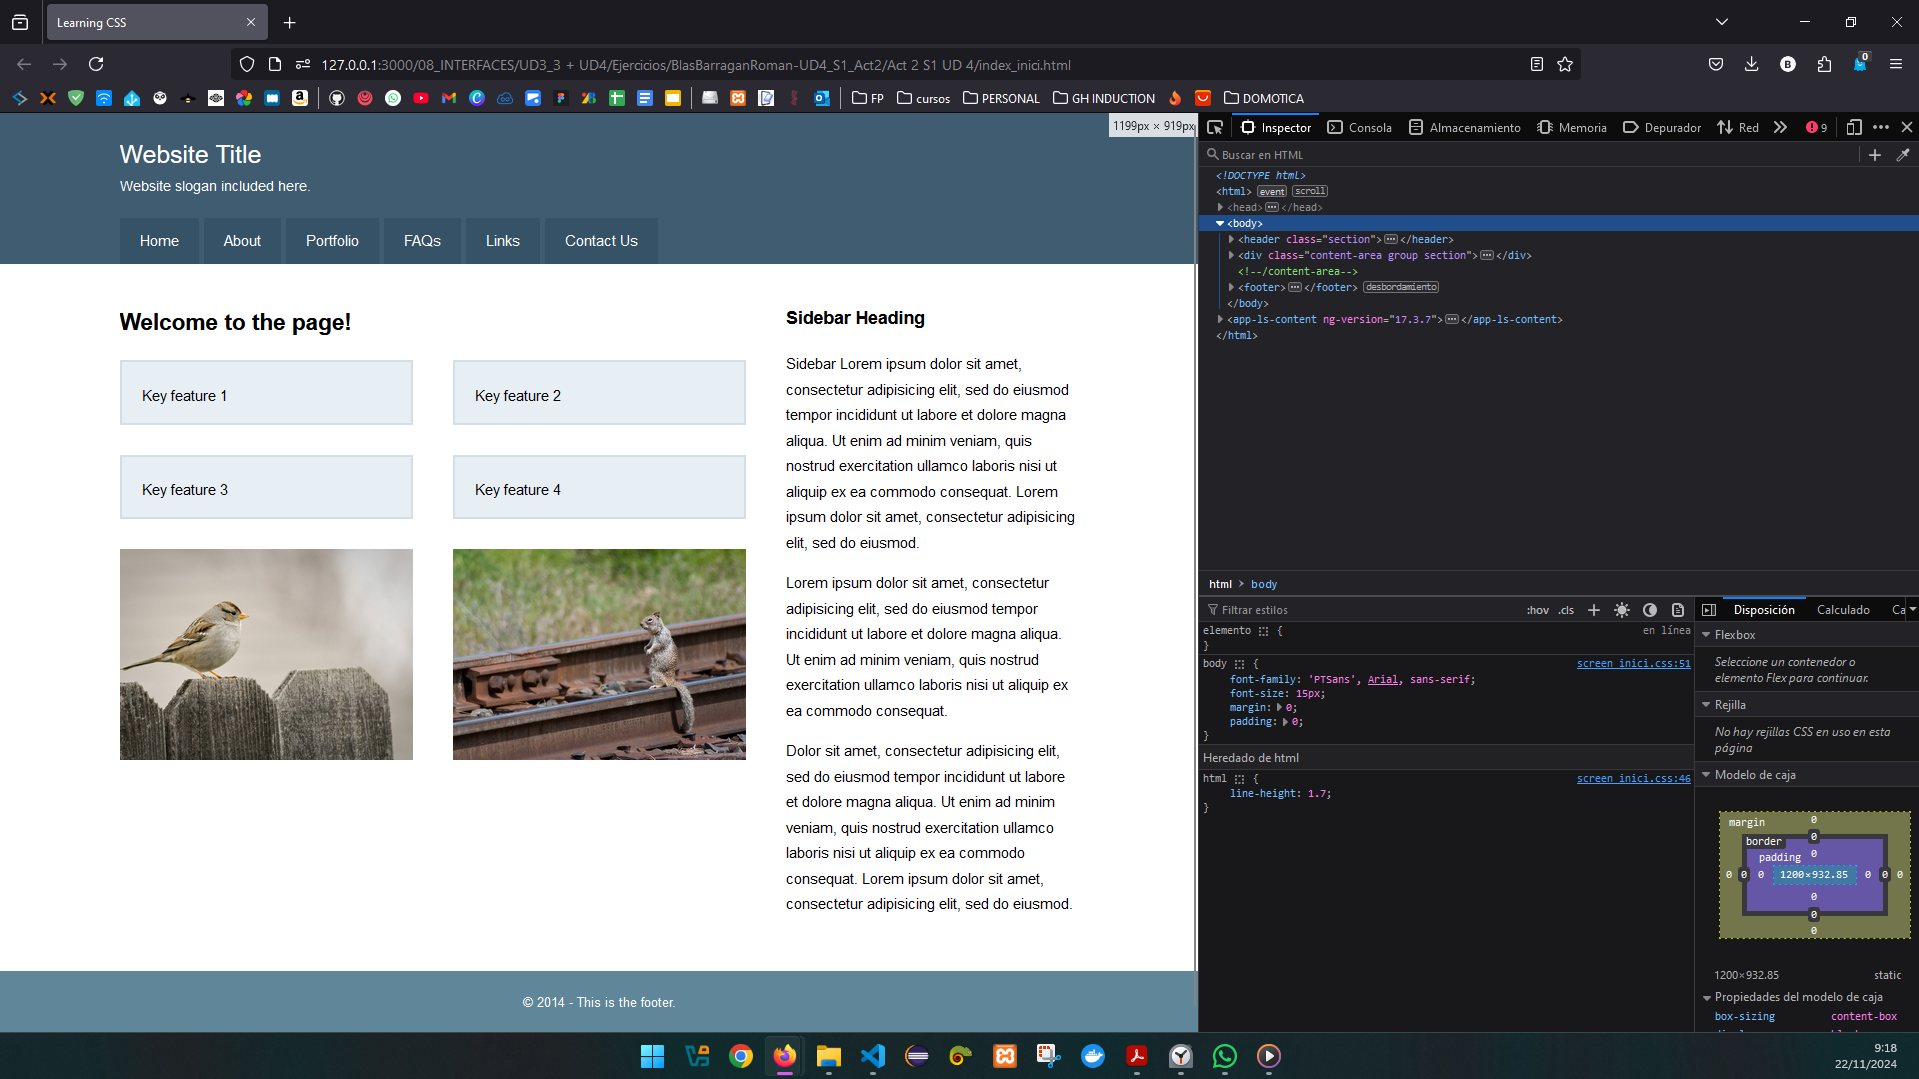 Learning CSS
127.0.0.1:3000/08_INTERFACES/UD3_3 + UD4/Ejercicios/BlasBarraganRoman-UD4_S1_Act2/Act 2 S1 UD 4/index_inici.html
0
FP
cursos
PERSONAL
GH INDUCTION
DOMOTICA
1199px × 919px
Website Title
Website slogan included here.
Home
About
Portfolio
FAQs
Links
Contact Us
Welcome to the page!
Key feature 1
Key feature 2
Key feature 3
Key feature 4
Sidebar Heading
Sidebar Lorem ipsum dolor sit amet,
consectetur adipisicing elit, sed do eiusmod
tempor incididunt ut labore et dolore magna
aliqua. Ut enim ad minim veniam, quis
nostrud exercitation ullamco laboris nisi ut
aliquip ex ea commodo consequat. Lorem
ipsum dolor sit amet, consectetur adipisicing
elit, sed do eiusmod.
Lorem ipsum dolor sit amet, consectetur
adipisicing elit, sed do eiusmod tempor
incididunt ut labore et dolore magna aliqua.
Ut enim ad minim veniam, quis nostrud
exercitation ullamco laboris nisi ut aliquip ex
ea commodo consequat.
Dolor sit amet, consectetur adipisicing elit,
sed do eiusmod tempor incididunt ut labore
et dolore magna aliqua. Ut enim ad minim
veniam, quis nostrud exercitation ullamco
laboris nisi ut aliquip ex ea commodo
consequat. Lorem ipsum dolor sit amet,
consectetur adipisicing elit, sed do eiusmod.
© 2014 - This is the footer.
Inspector
Consola
Almacenamiento
Memoria
Depurador
Red
9
Buscar en HTML
<!DOCTYPE html>
<html> event scroll
<head>…</head>
<body>
<header class="section">…</header>
<div class="content-area group section">…</div>
<!--/content-area-->
<footer>…</footer> desbordamiento
</body>
<app-ls-content ng-version="17.3.7">…</app-ls-content>
</html>
html > body
Filtrar estilos
:hov .cls
elemento { en línea
}
body { screen_inici.css:51
font-family: 'PTSans', Arial, sans-serif;
font-size: 15px;
margin: 0;
padding: 0;
}
Heredado de html
html { screen_inici.css:46
line-height: 1.7;
}
Disposición
Calculado
Ca
Flexbox
Seleccione un contenedor o
elemento Flex para continuar.
Rejilla
No hay rejillas CSS en uso en esta
página
Modelo de caja
margin 0
border 0
padding 0
0 0 0 1200×932.85 0 0 0
0
0
0
1200×932.85 static
Propiedades del modelo de caja
box-sizing content-box
9:18
22/11/2024